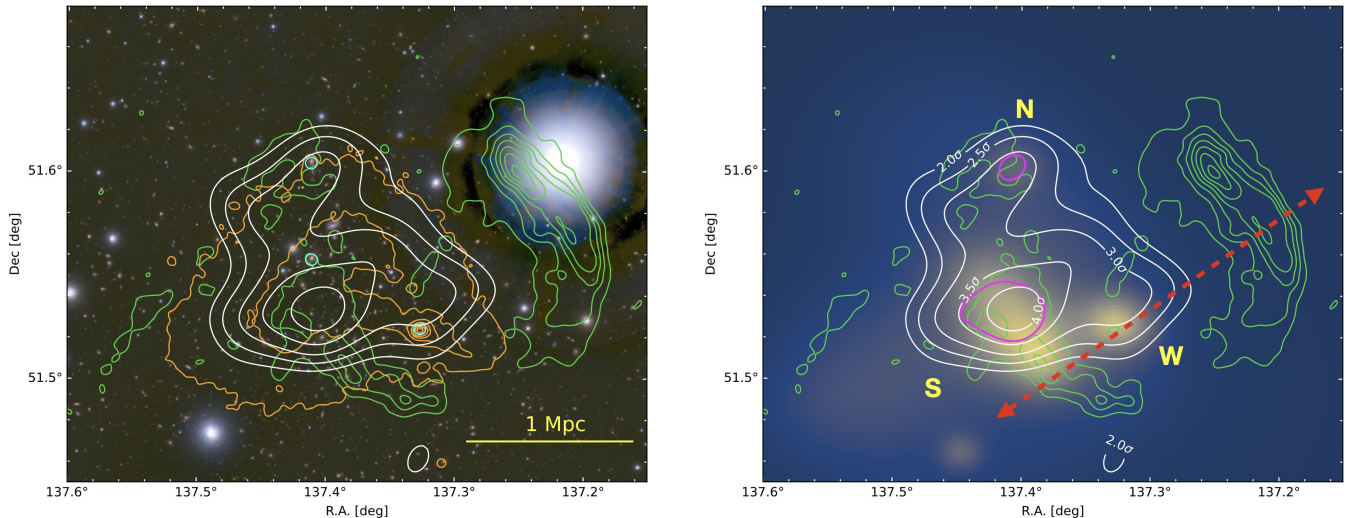 51.6°
51.5°
Dec [deg]
1 Mpc
137.6°
137.5°
137.4°
137.3°
137.2°
R.A. [deg]
51.6°
51.5°
Dec [deg]
N
2.0σ
2.5σ
3.0σ
3.5σ
4.0σ
W
S
2.0σ
137.6°
137.5°
137.4°
137.3°
137.2°
R.A. [deg]